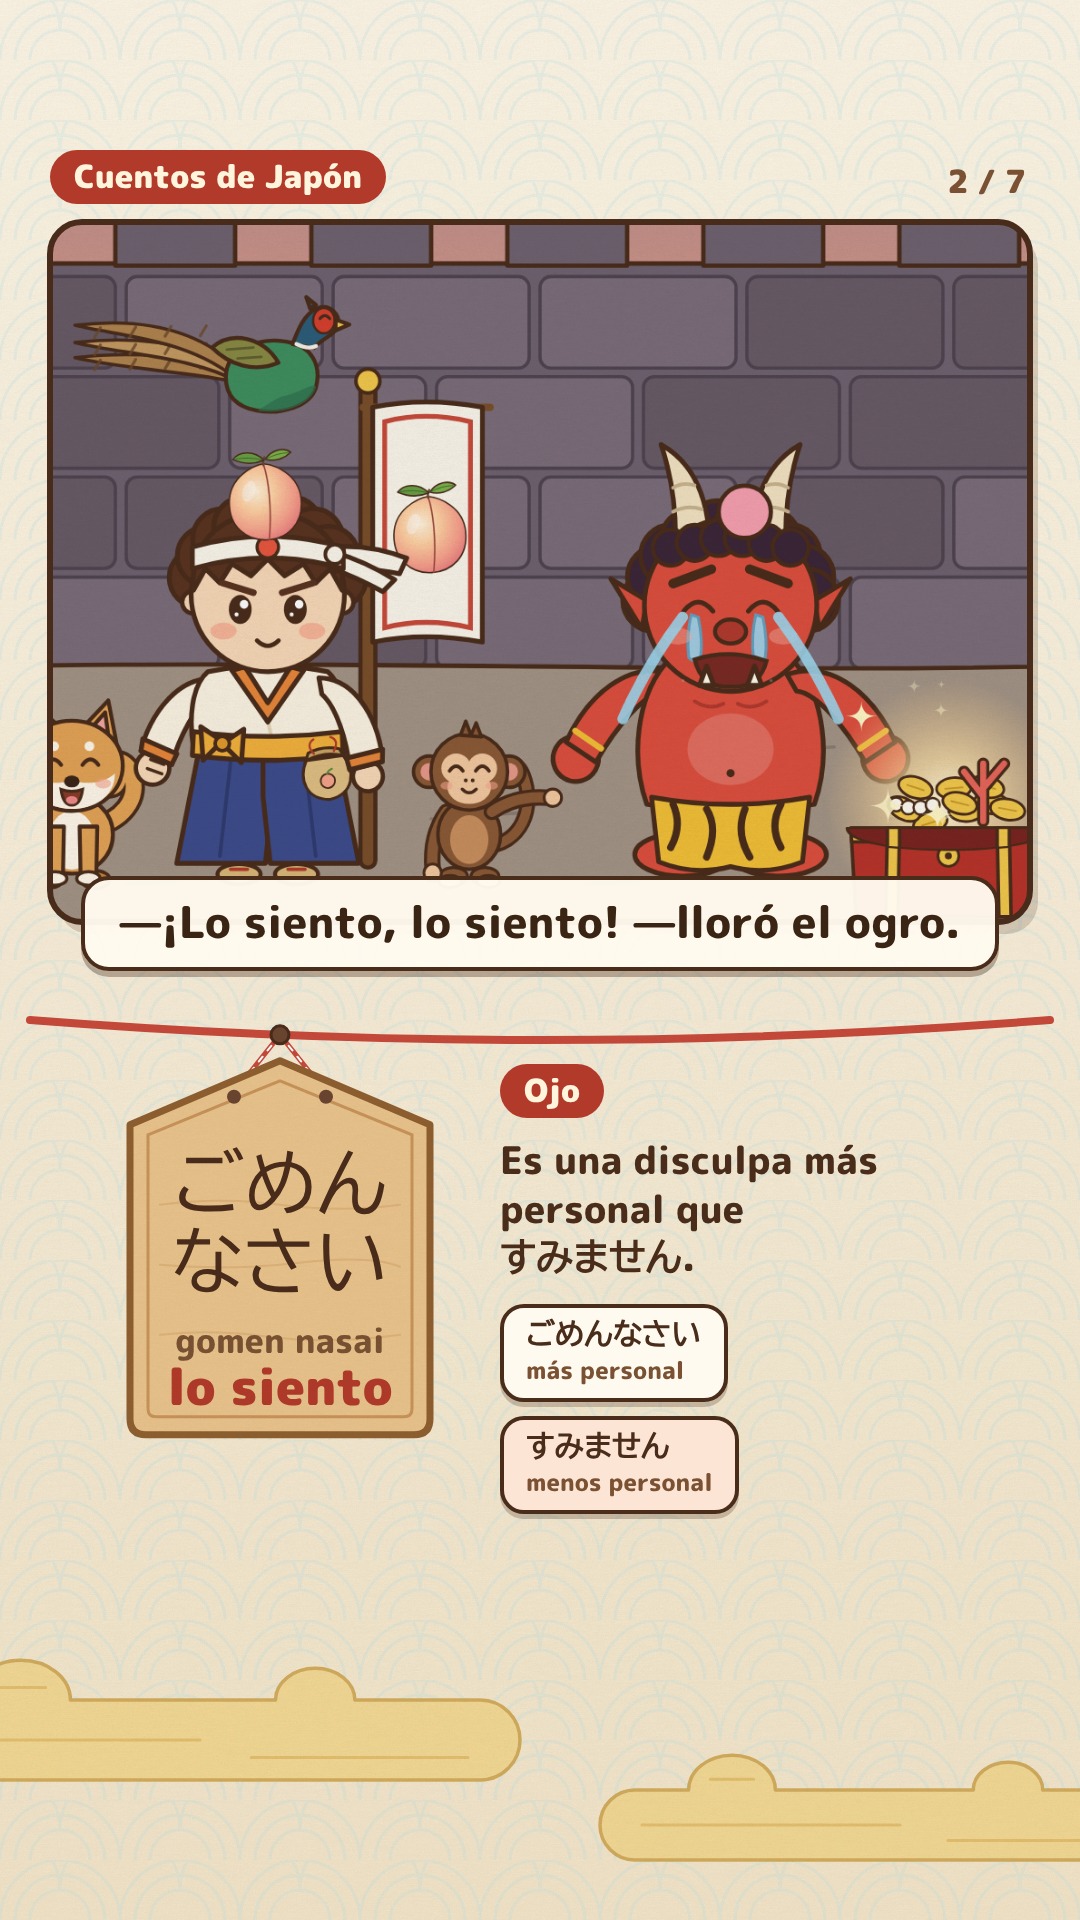 Cuentos de Japón
2 / 7
—¡Lo siento, lo siento! —lloró el ogro.
ごめん
なさい
gomen nasai
lo siento
Ojo
Es una disculpa más
personal que
すみません.
ごめんなさい
más personal
すみません
menos personal